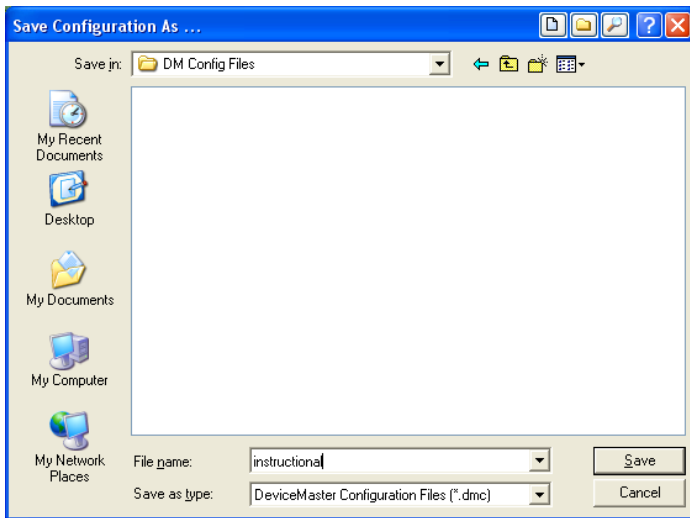 Save Configuration As ...
Save in:
DM Config Files
My Recent
Documents
Desktop
My Documents
My Computer
My Network
Places
File name:
instructional
Save
Save as type:
DeviceMaster Configuration Files (*.dmc)
Cancel